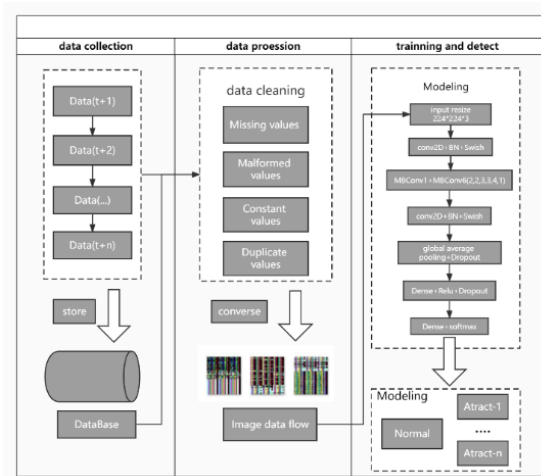 data collection
data proession
trainning and detect
Data(t+1)
Data(t+2)
Data(...)
Data(t+n)
store
DataBase
data cleaning
Missing values
Malformed
values
Constant
values
Duplicate
values
converse
Image data flow
Modeling
input resize
224*224*3
conv2D+BN+Swish
MBConv1+MBConv6(2,2,3,3,4,1)
conv2D+BN+Swish
global average
pooling+Dropout
Dense+Relu+Dropout
Dense+softmax
Modeling
Normal
Atract-1
....
Atract-n